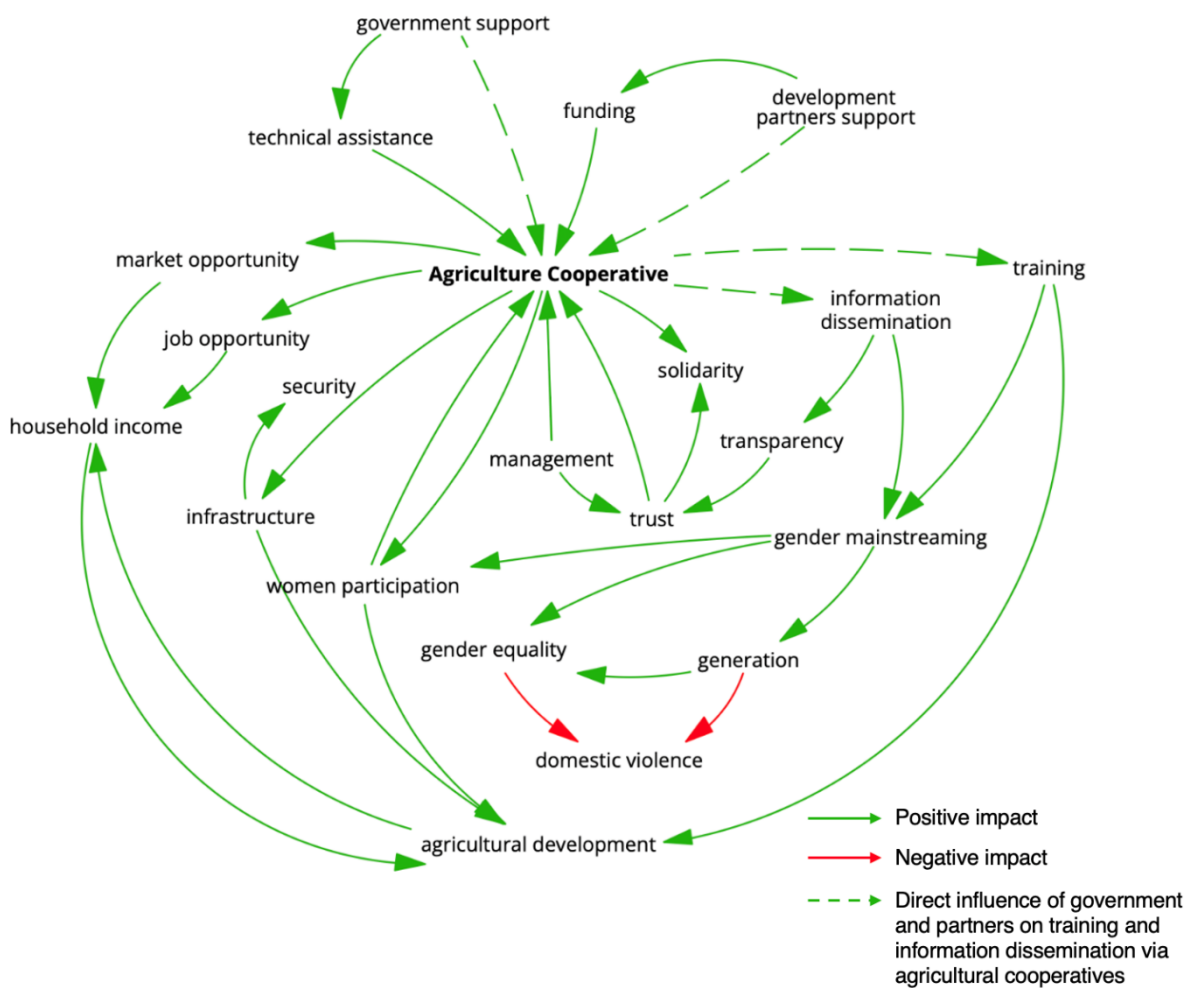 government support
funding
development
partners support
technical assistance
market opportunity
Agriculture Cooperative
training
information
dissemination
job opportunity
security
solidarity
household income
transparency
management
infrastructure
trust
gender mainstreaming
women participation
gender equality
generation
domestic violence
agricultural development
Positive impact
Negative impact
Direct influence of government
and partners on training and
information dissemination via
agricultural cooperatives